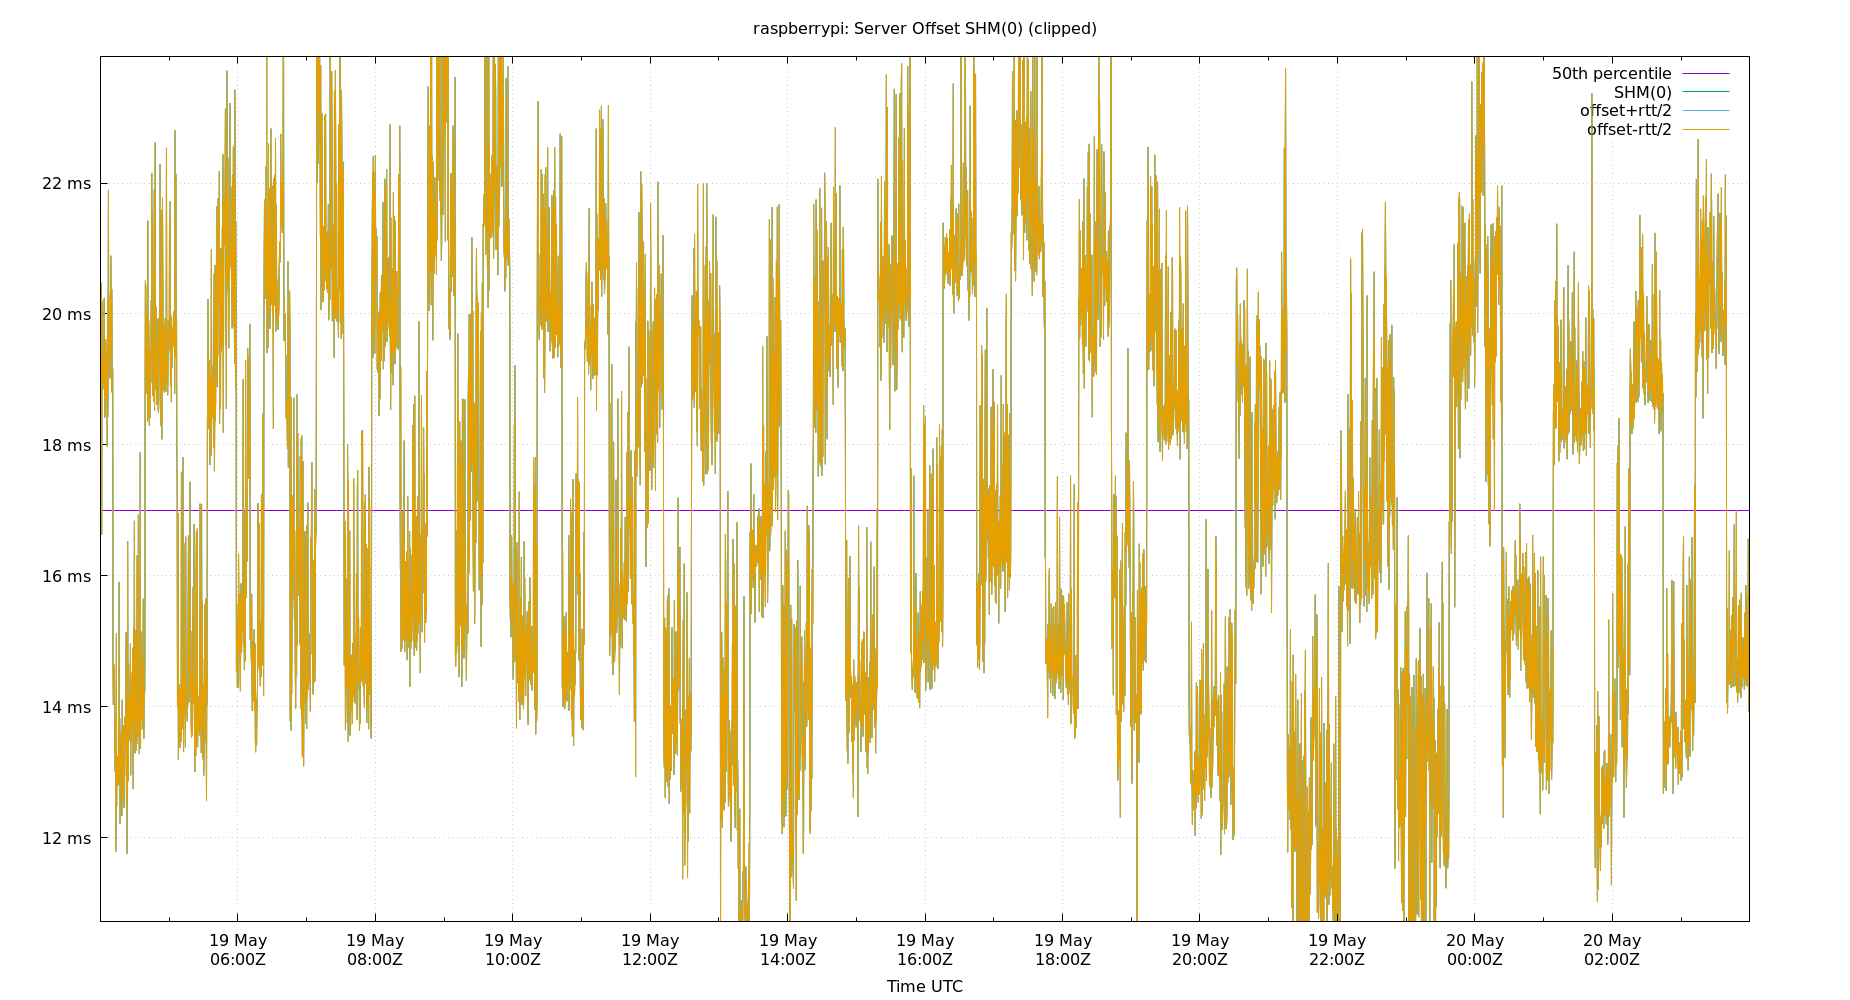 raspberrypi: Server Offset SHM(0) (clipped)
50th percentile
SHM(0)
offset+rtt/2
offset-rtt/2
22 ms
20 ms
18 ms
16 ms
14 ms
12 ms
19 May 19 May 19 May 19 May 19 May 19 May 19 May 19 May 19 May 20 May 20 May
06:00Z 08:00Z 10:00Z 12:00Z 14:00Z 16:00Z 18:00Z 20:00Z 22:00Z 00:00Z 02:00Z
Time UTC